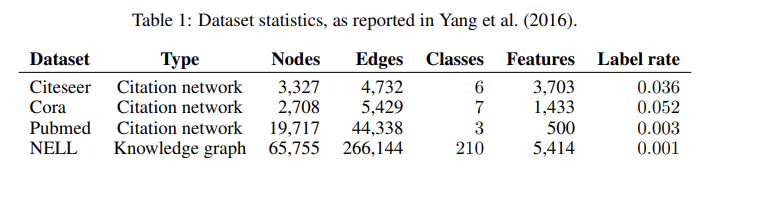 Table 1: Dataset statistics, as reported in Yang et al. (2016).
Dataset Type Nodes Edges Classes Features Label rate
Citeseer Citation network 3,327 4,732 6 3,703 0.036
Cora Citation network 2,708 5,429 7 1,433 0.052
Pubmed Citation network 19,717 44,338 3 500 0.003
NELL Knowledge graph 65,755 266,144 210 5,414 0.001